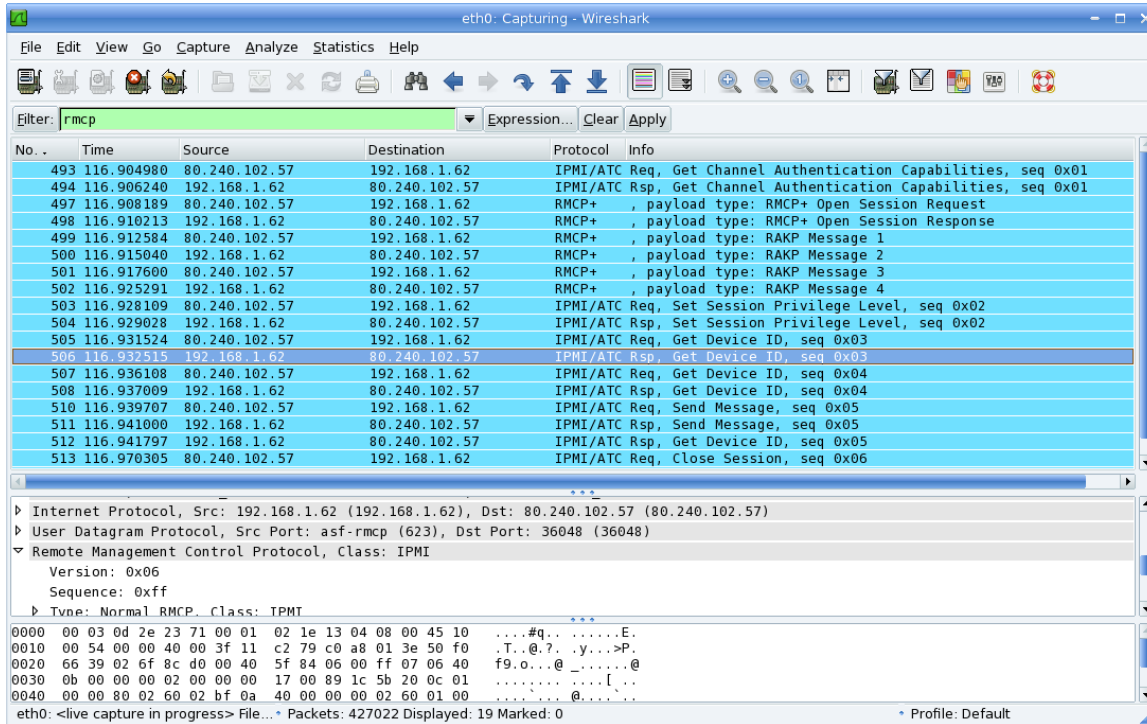 eth0: Capturing - Wireshark
File Edit View Go Capture Analyze Statistics Help
Filter: rmcp Expression... Clear Apply
No. . Time Source Destination Protocol Info
493 116.904980 80.240.102.57 192.168.1.62 IPMI/ATC Req, Get Channel Authentication Capabilities, seq 0x01
494 116.906240 192.168.1.62 80.240.102.57 IPMI/ATC Rsp, Get Channel Authentication Capabilities, seq 0x01
497 116.908189 80.240.102.57 192.168.1.62 RMCP+ , payload type: RMCP+ Open Session Request
498 116.910213 192.168.1.62 80.240.102.57 RMCP+ , payload type: RMCP+ Open Session Response
499 116.912584 80.240.102.57 192.168.1.62 RMCP+ , payload type: RAKP Message 1
500 116.915040 192.168.1.62 80.240.102.57 RMCP+ , payload type: RAKP Message 2
501 116.917600 80.240.102.57 192.168.1.62 RMCP+ , payload type: RAKP Message 3
502 116.925291 192.168.1.62 80.240.102.57 RMCP+ , payload type: RAKP Message 4
503 116.928109 80.240.102.57 192.168.1.62 IPMI/ATC Req, Set Session Privilege Level, seq 0x02
504 116.929028 192.168.1.62 80.240.102.57 IPMI/ATC Rsp, Set Session Privilege Level, seq 0x02
505 116.931524 80.240.102.57 192.168.1.62 IPMI/ATC Req, Get Device ID, seq 0x03
506 116.932515 192.168.1.62 80.240.102.57 IPMI/ATC Rsp, Get Device ID, seq 0x03
507 116.936108 80.240.102.57 192.168.1.62 IPMI/ATC Req, Get Device ID, seq 0x04
508 116.937009 192.168.1.62 80.240.102.57 IPMI/ATC Rsp, Get Device ID, seq 0x04
510 116.939707 80.240.102.57 192.168.1.62 IPMI/ATC Req, Send Message, seq 0x05
511 116.941000 192.168.1.62 80.240.102.57 IPMI/ATC Rsp, Send Message, seq 0x05
512 116.941797 192.168.1.62 80.240.102.57 IPMI/ATC Rsp, Get Device ID, seq 0x05
513 116.970305 80.240.102.57 192.168.1.62 IPMI/ATC Req, Close Session, seq 0x06
Internet Protocol, Src: 192.168.1.62 (192.168.1.62), Dst: 80.240.102.57 (80.240.102.57)
User Datagram Protocol, Src Port: asf-rmcp (623), Dst Port: 36048 (36048)
Remote Management Control Protocol, Class: IPMI
Version: 0x06
Sequence: 0xff
Type: Normal RMCP, Class: IPMI
0000 00 03 0d 2e 23 71 00 01 02 1e 13 04 08 00 45 10 ....#q.. ......E.
0010 00 54 00 00 40 00 3f 11 c2 79 c0 a8 01 3e 50 f0 .T..@.?. .y...>P.
0020 66 39 02 6f 8c d0 00 40 5f 84 06 00 ff 07 06 40 f9.o...@ _......@
0030 0b 00 00 00 02 00 00 00 17 00 89 1c 5b 20 0c 01 ........ ....[ ..
0040 00 00 80 02 60 02 bf 0a 40 00 00 00 02 60 01 00 ....`... @....`..
eth0: <live capture in progress> File... Packets: 427022 Displayed: 19 Marked: 0 Profile: Default